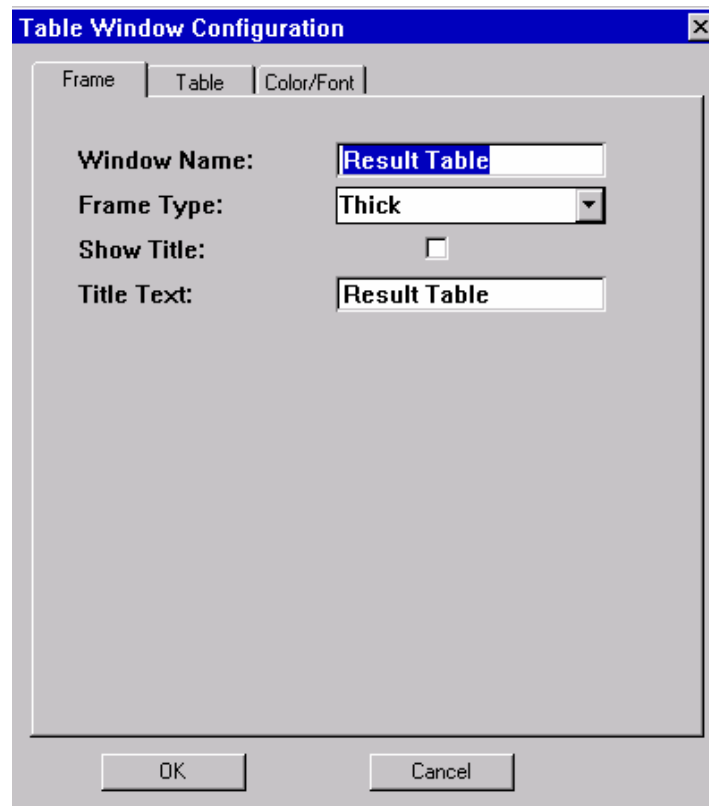 Table Window Configuration
Frame Table Color/Font
Window Name: Result Table
Frame Type: Thick
Show Title:
Title Text: Result Table
OK Cancel